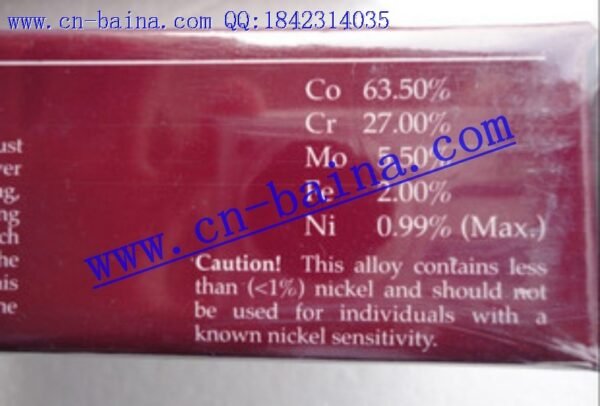 www.cn-baina.com QQ:1842314035
Co 63.50%
Cr 27.00%
Mo 5.50%
Fe 2.00%
Ni 0.99% (Max.)
www.cn-baina.com
Caution! This alloy contains less
than (<1%) nickel and should not
be used for individuals with a
known nickel sensitivity.